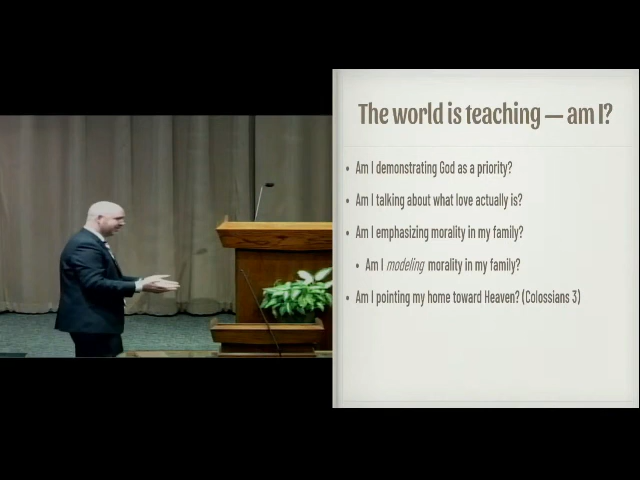 The world is teaching — am I?
• Am I demonstrating God as a priority?
• Am I talking about what love actually is?
• Am I emphasizing morality in my family?
• Am I modeling morality in my family?
• Am I pointing my home toward Heaven? (Colossians 3)